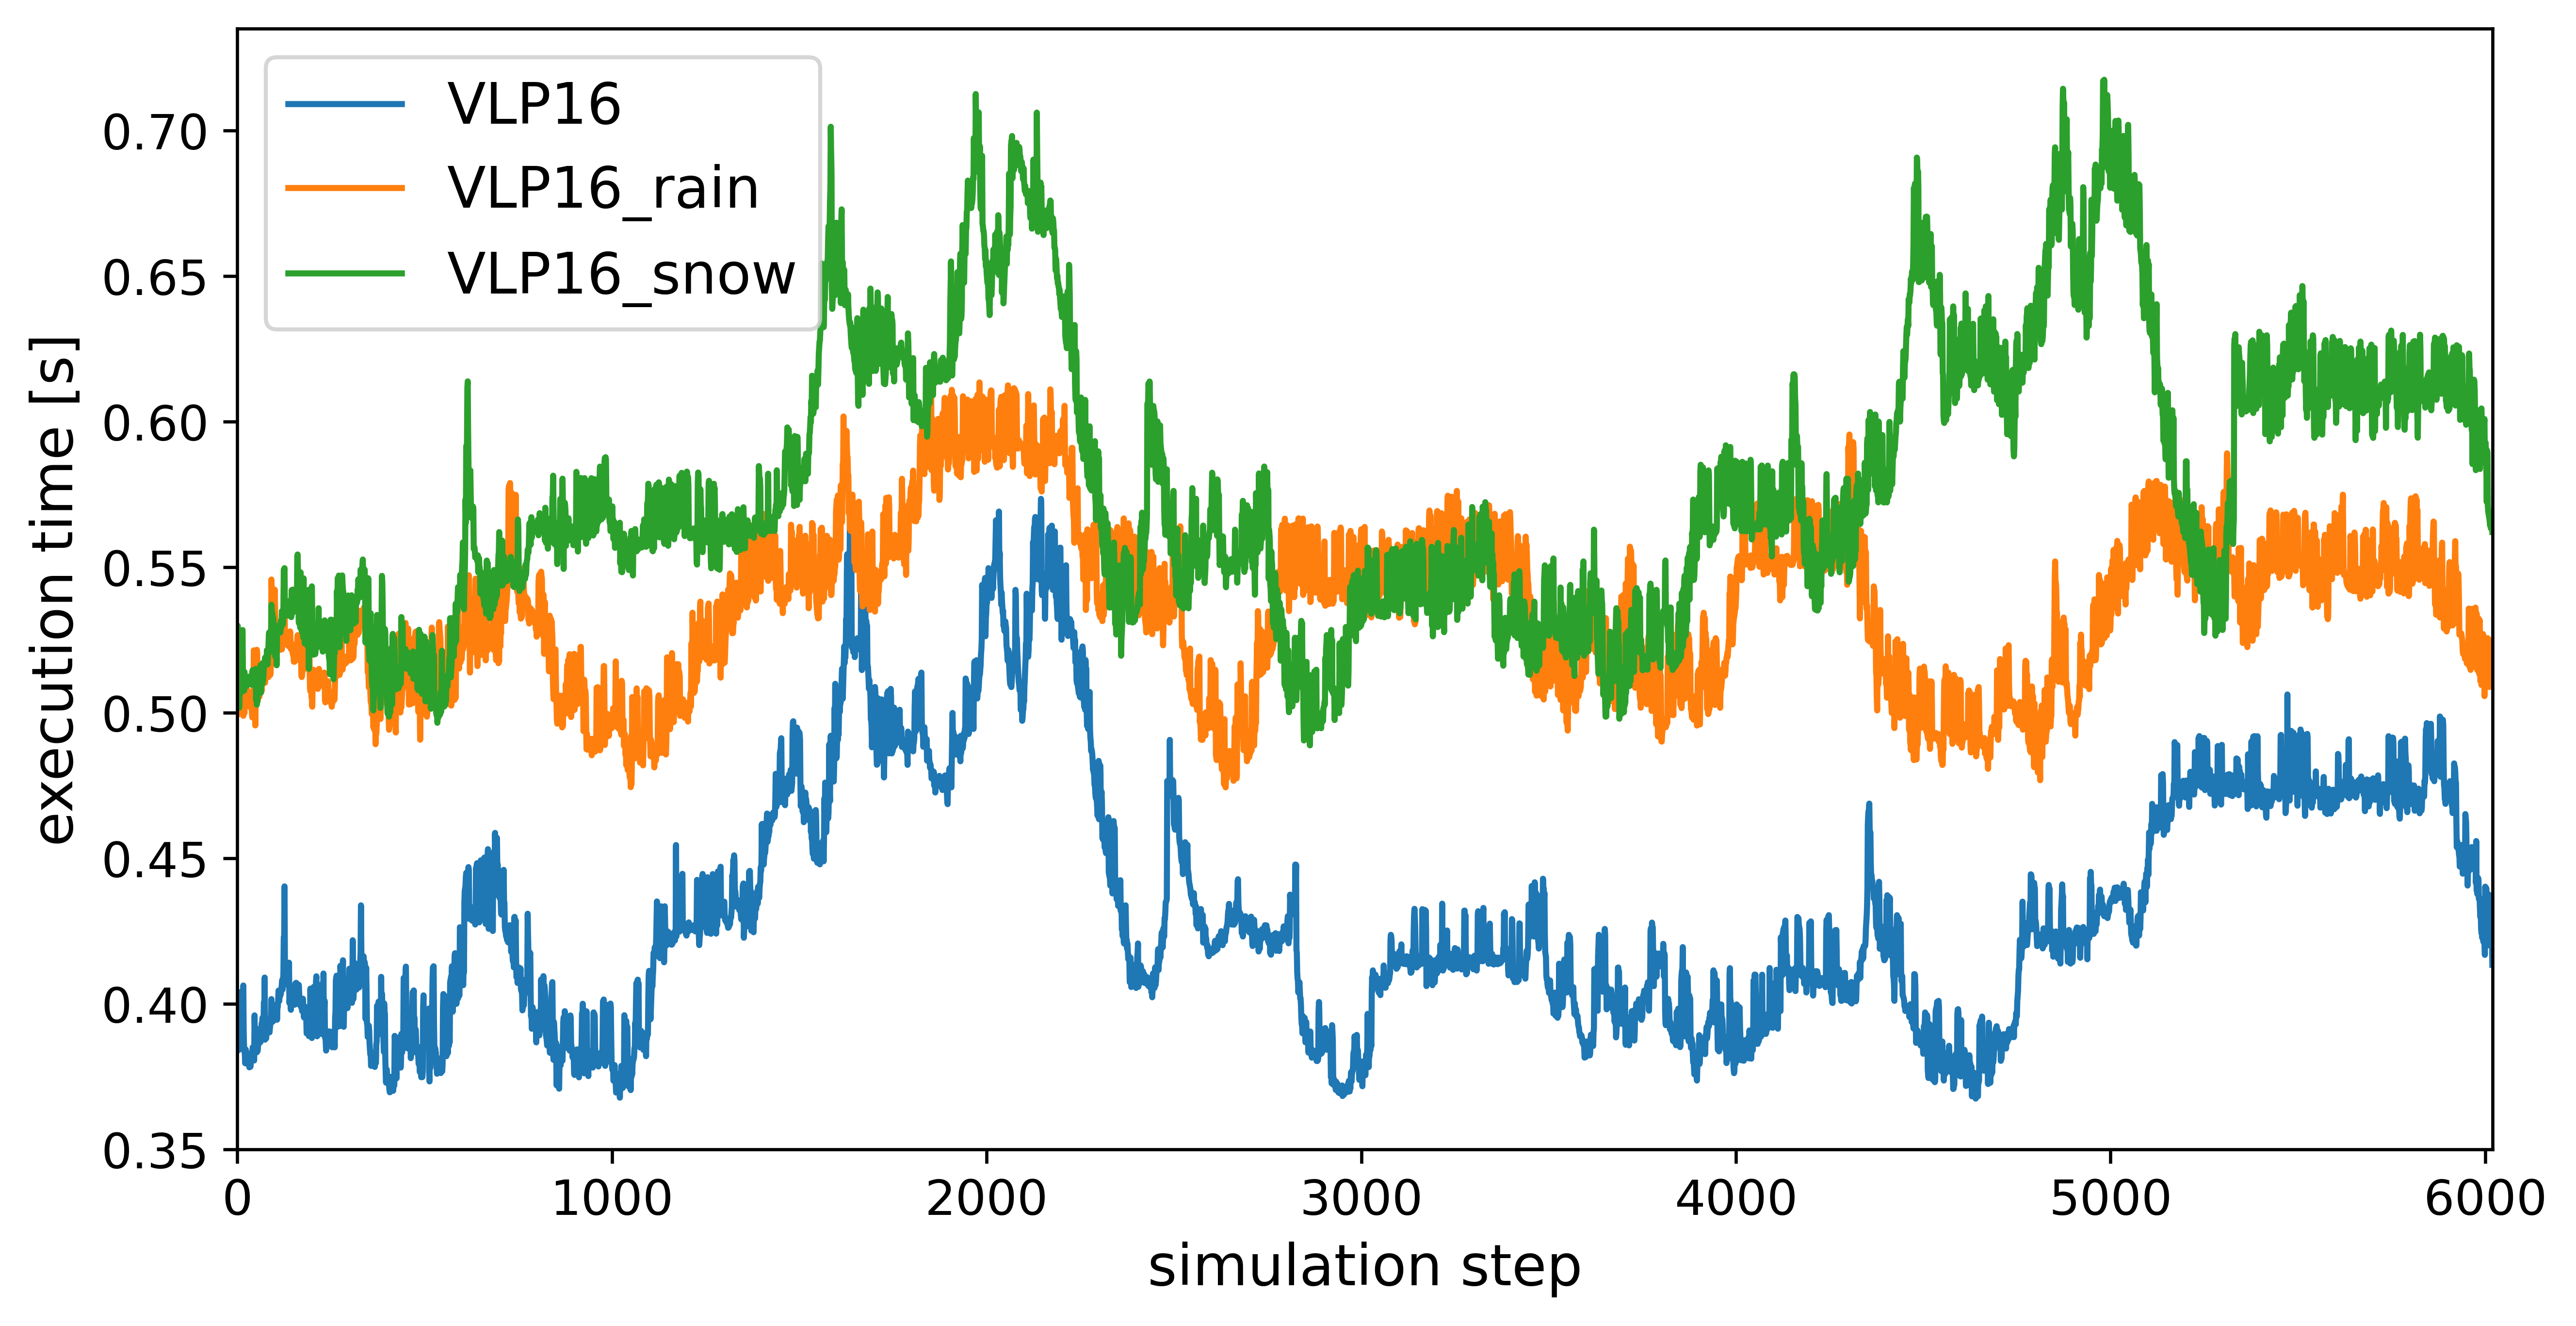 VLP16
VLP16_rain
VLP16_snow
execution time [s]
0.70
0.65
0.60
0.55
0.50
0.45
0.40
0.35
0 1000 2000 3000 4000 5000 6000
simulation step